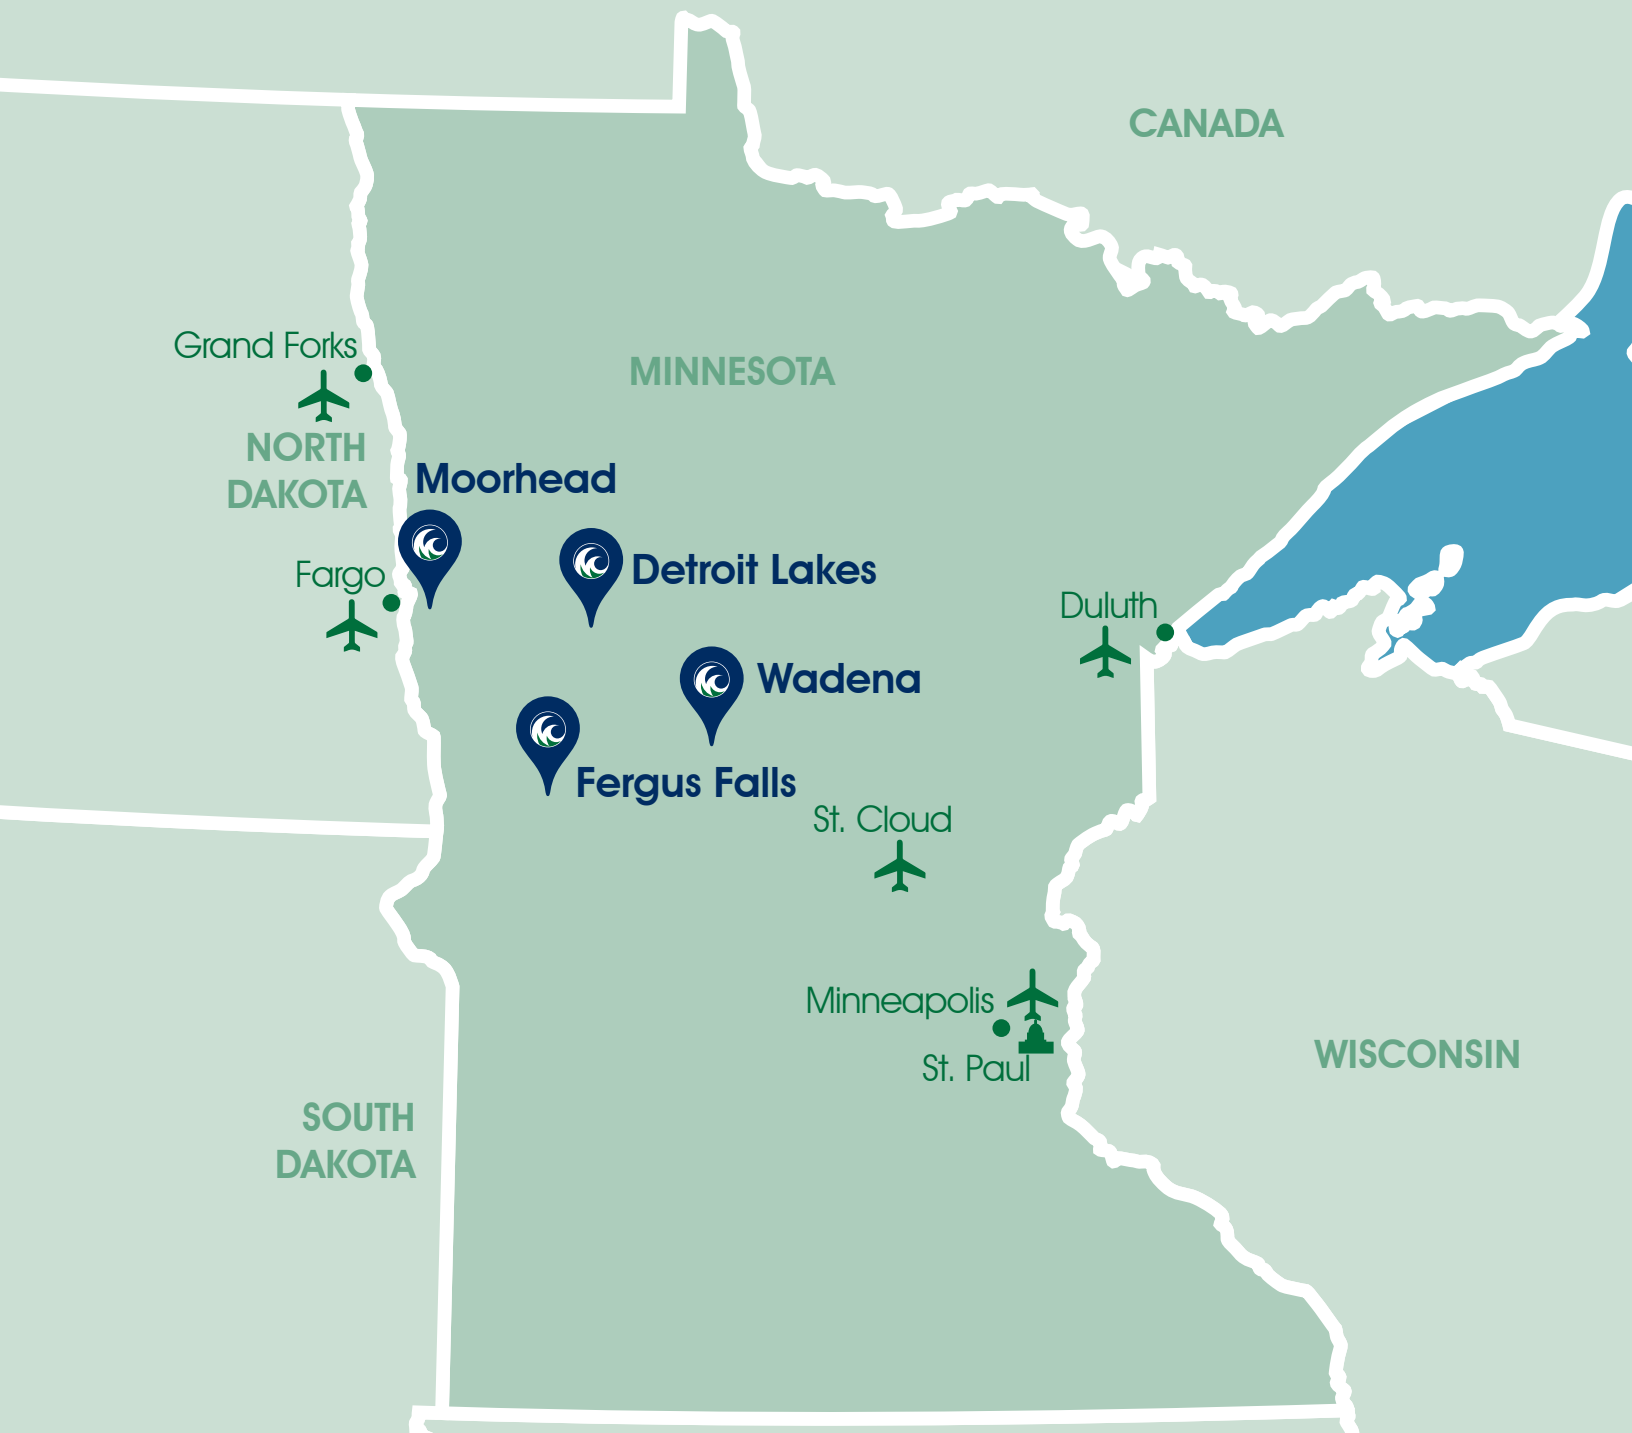 CANADA
Grand Forks
MINNESOTA
NORTH
DAKOTA
Moorhead
Detroit Lakes
Fargo
Duluth
Wadena
Fergus Falls
St. Cloud
Minneapolis
St. Paul
WISCONSIN
SOUTH
DAKOTA